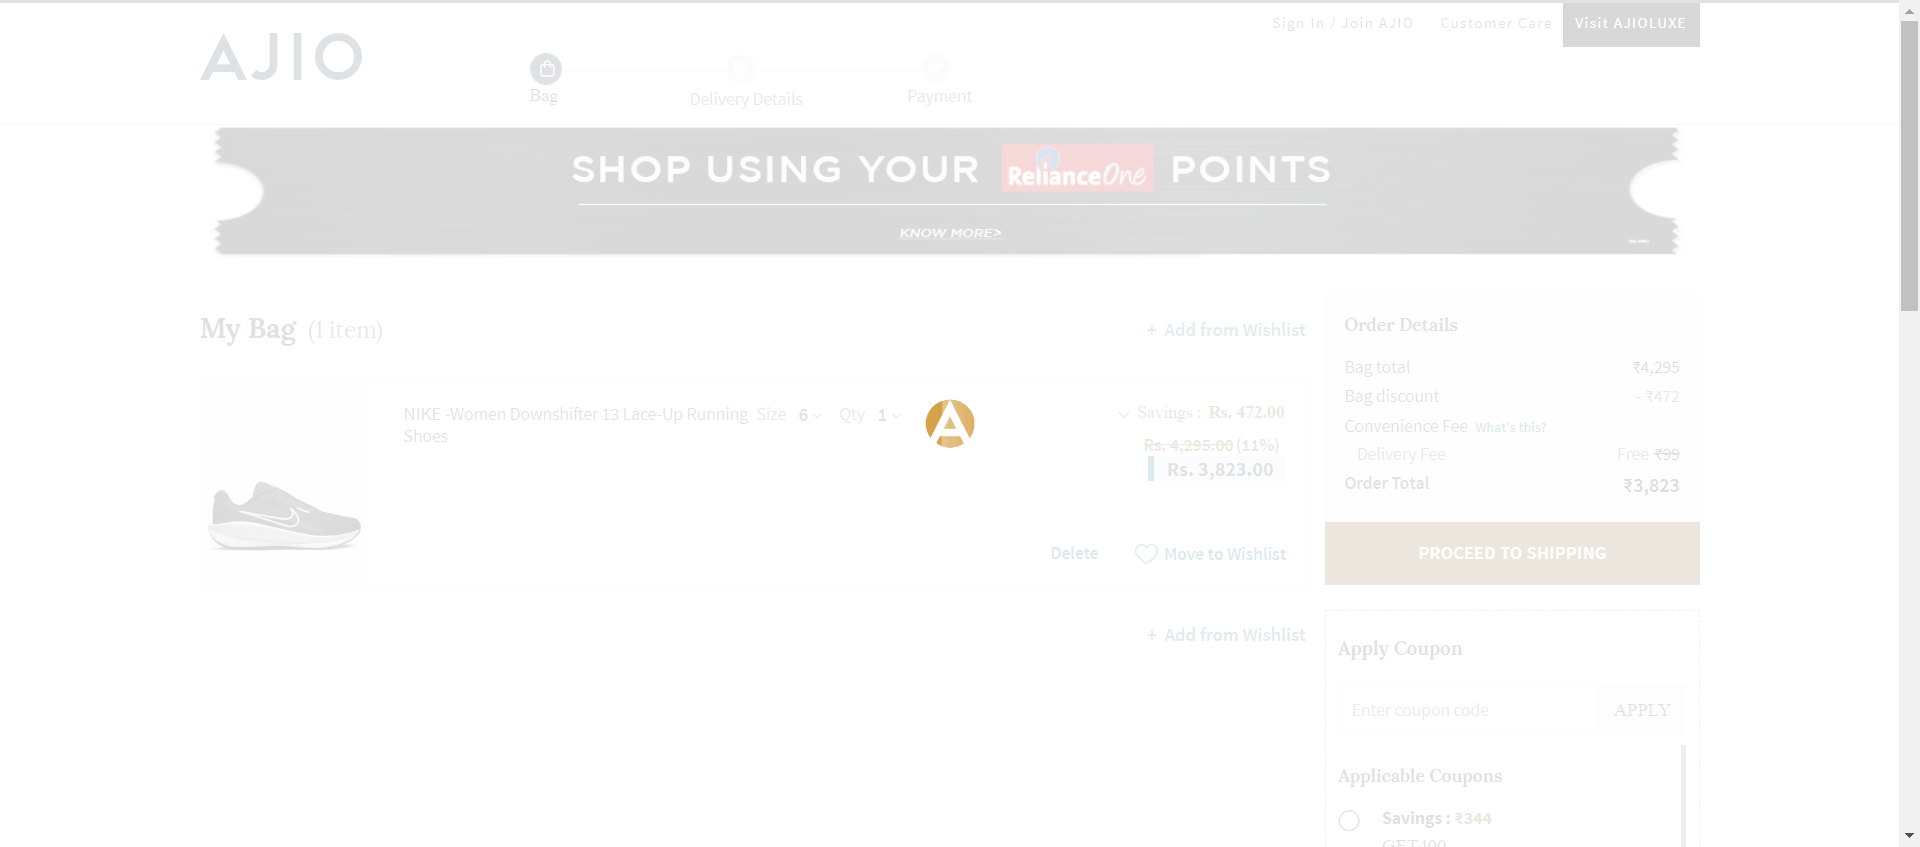 Sign In / Join AJIO Customer Care Visit AJIOLUXE
AJIO
Bag Delivery Details Payment
SHOP USING YOUR RelianceOne POINTS
KNOW MORE>
My Bag (1 item)
+ Add from Wishlist
NIKE -Women Downshifter 13 Lace-Up Running Shoes
Size 6 Qty 1
A
Savings : Rs. 472.00
Rs. 4,295.00 (11%)
Rs. 3,823.00
Delete Move to Wishlist
+ Add from Wishlist
Order Details
Bag total ₹4,295
Bag discount - ₹472
Convenience Fee What's this?
Delivery Fee Free ₹99
Order Total ₹3,823
PROCEED TO SHIPPING
Apply Coupon
Enter coupon code APPLY
Applicable Coupons
Savings : ₹344
GET400